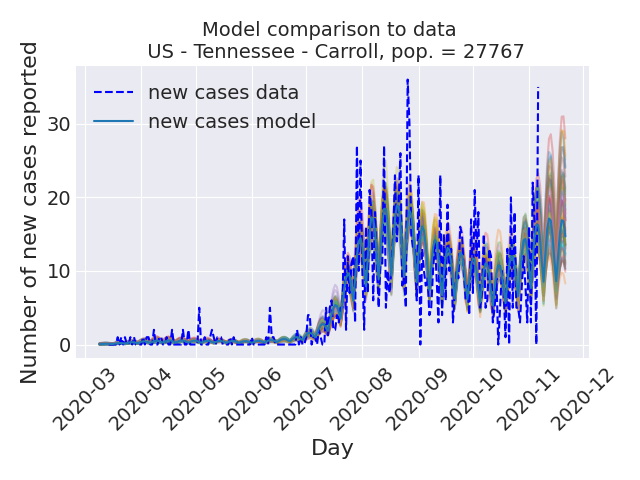 Model comparison to data
US - Tennessee - Carroll, pop. = 27767
Number of new cases reported
new cases data
new cases model
30
20
10
0
2020-03
2020-04
2020-05
2020-06
2020-07
2020-08
2020-09
2020-10
2020-11
2020-12
Day